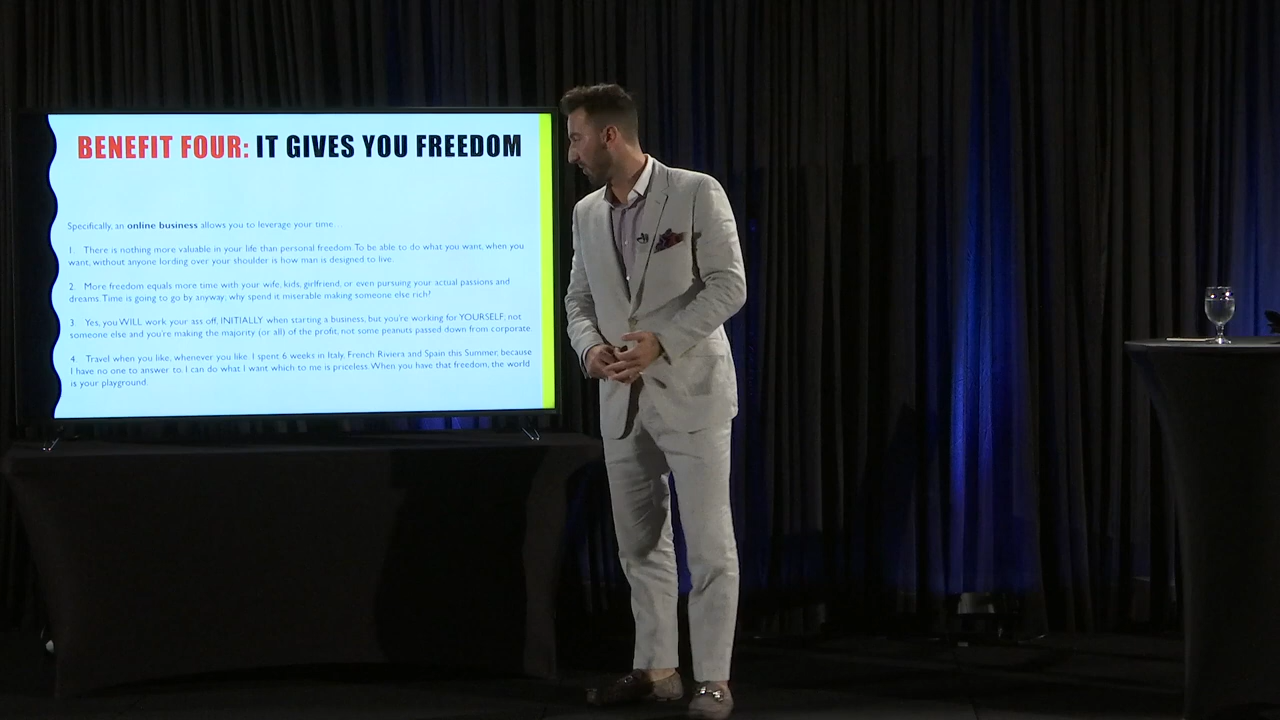 BENEFIT FOUR: IT GIVES YOU FREEDOM
Specifically, an online business allows you to leverage your time…
1. There is nothing more valuable in your life than personal freedom. To be able to do what you want, when you
want, without anyone lording over your shoulder is how man is designed to live.
2. More freedom equals more time with your wife, kids, girlfriend, or even pursuing your actual passions and
dreams. Time is going to go by anyway, why spend it miserable making someone else rich?
3. Yes, you WILL work your ass off, INITIALLY when starting a business, but you're working for YOURSELF, not
someone else and you're making the majority (or all) of the profit, not some peanuts passed down from corporate.
4. Travel when you like, whenever you like. I spent 6 weeks in Italy, French Riviera and Spain this Summer, because
I have no one to answer to. I can do what I want which to me is priceless. When you have that freedom, the world
is your playground.